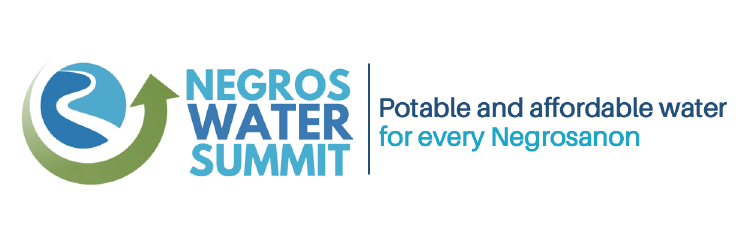 NEGROS
WATER
SUMMIT
Potable and affordable water
for every Negrosanon